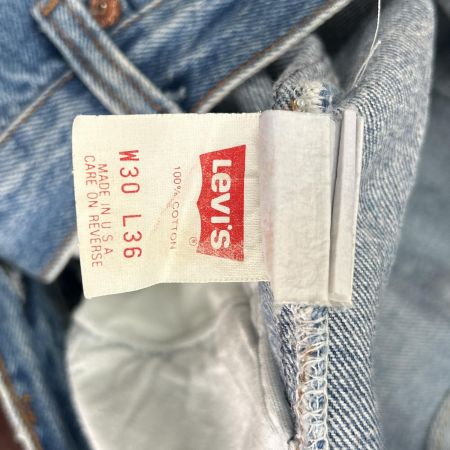 Levi's
®
100% COTTON
W30 L36
MADE IN U.S.A.
CARE ON REVERSE